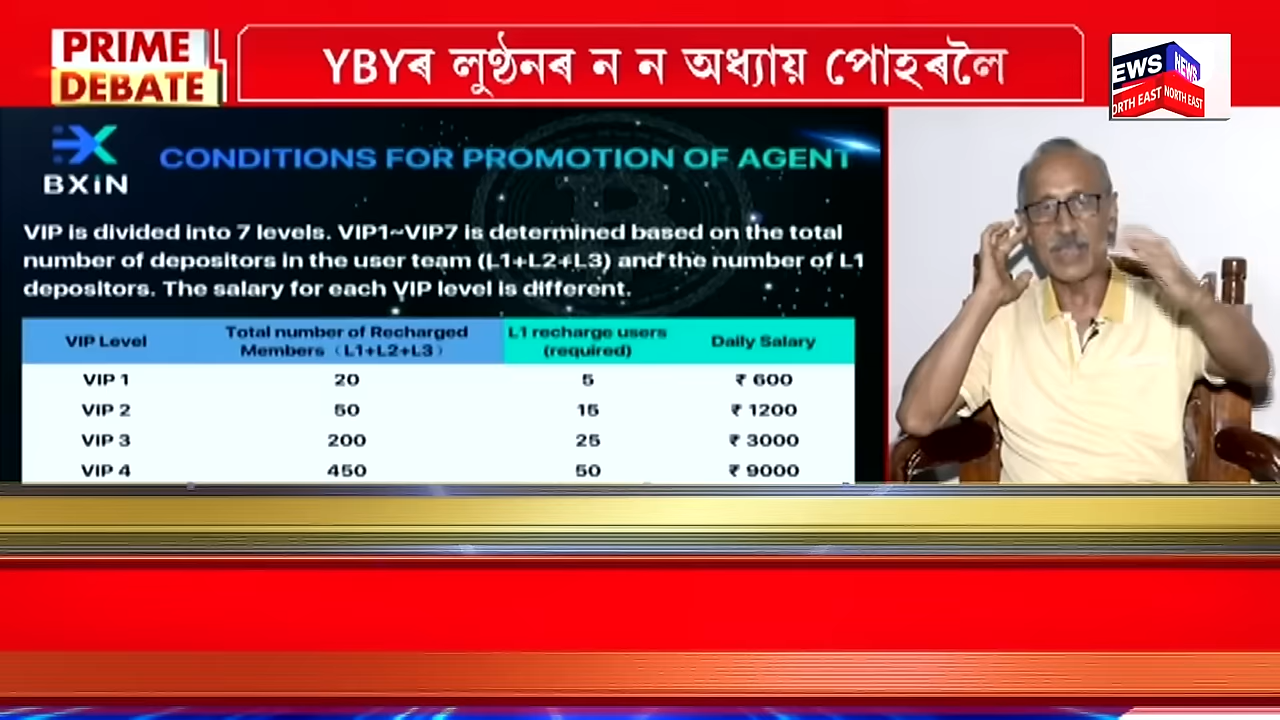 PRIME
DEBATE
YBYৰ লুণ্ঠনৰ ন ন অধ্যায় পোহৰলৈ
EWS NEWS
ORTH EAST NORTH EAST
BXIN
CONDITIONS FOR PROMOTION OF AGENT
VIP is divided into 7 levels. VIP1~VIP7 is determined based on the total
number of depositors in the user team (L1+L2+L3) and the number of L1
depositors. The salary for each VIP level is different.
VIP Level Total number of Recharged Members (L1+L2+L3) L1 recharge users (required) Daily Salary
VIP 1 20 5 ₹ 600
VIP 2 50 15 ₹ 1200
VIP 3 200 25 ₹ 3000
VIP 4 450 50 ₹ 9000